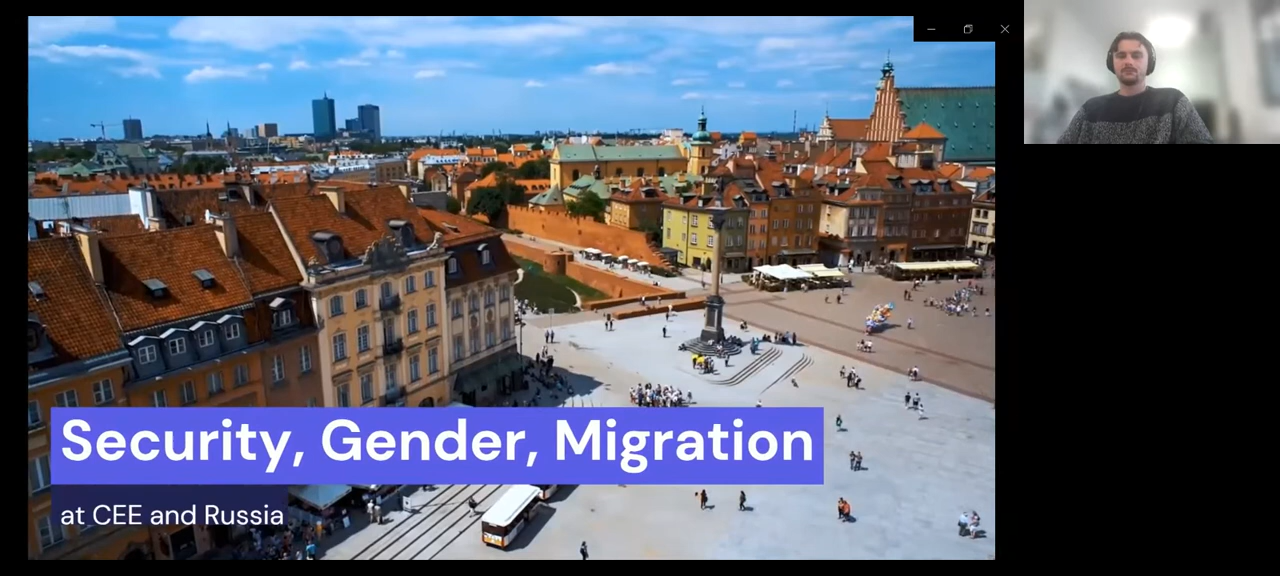 Security, Gender, Migration
at CEE and Russia